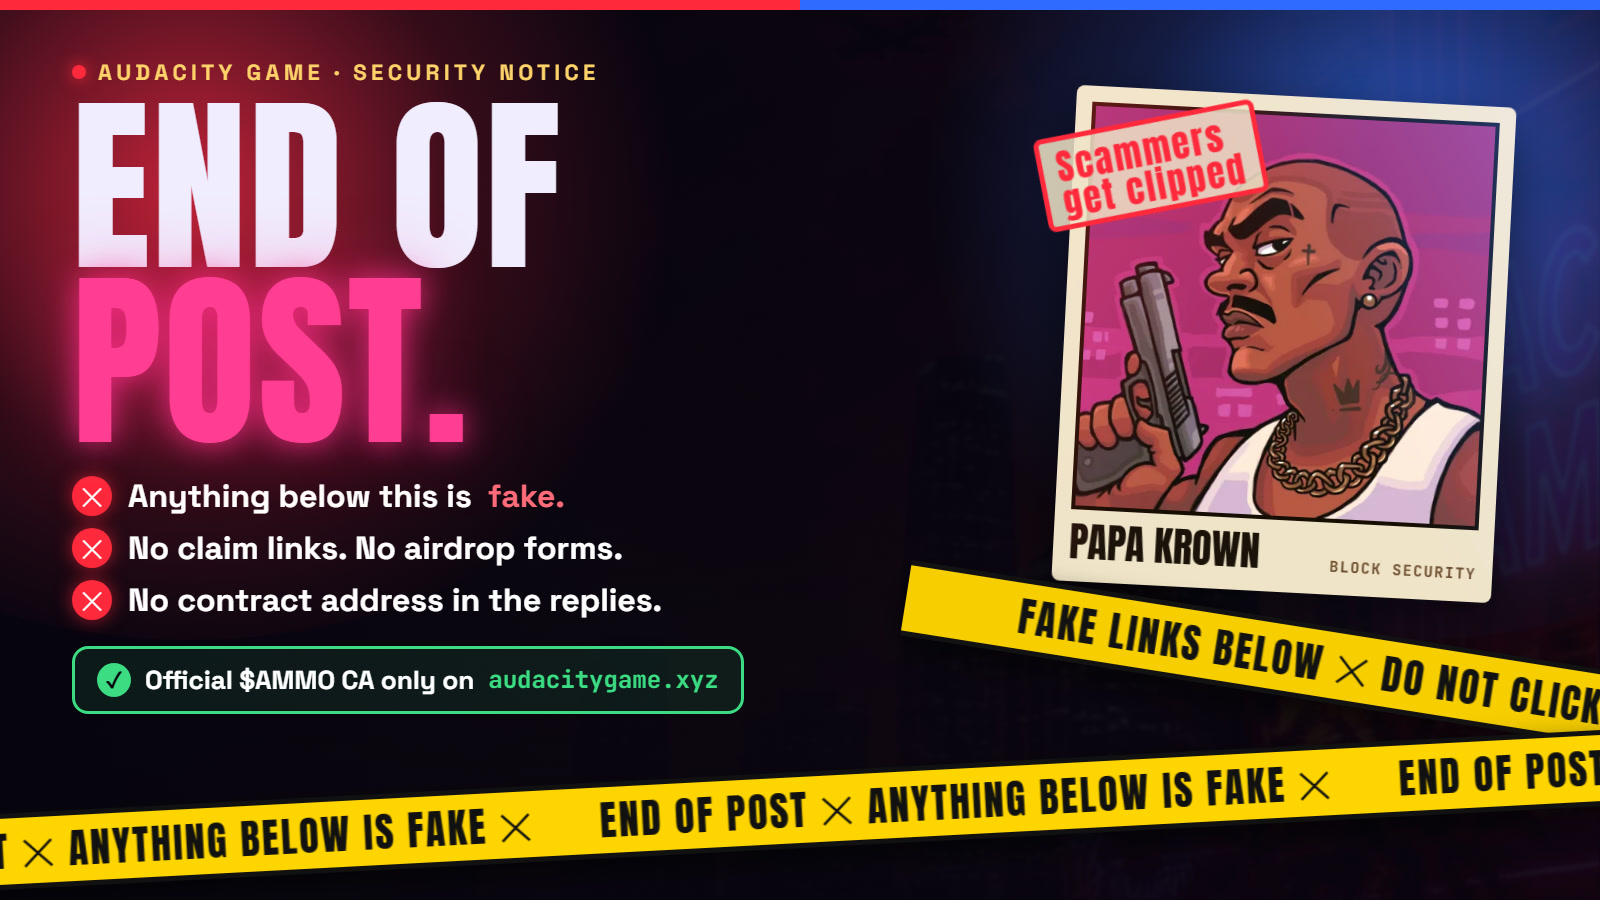 AUDACITY GAME · SECURITY NOTICE
END OF
POST.
Anything below this is fake.
No claim links. No airdrop forms.
No contract address in the replies.
Official $AMMO CA only on audacitygame.xyz
Scammers
get clipped
PAPA KROWN
BLOCK SECURITY
FAKE LINKS BELOW ✕ DO NOT CLICK
T ✕ ANYTHING BELOW IS FAKE ✕ END OF POST ✕ ANYTHING BELOW IS FAKE ✕ END OF POST